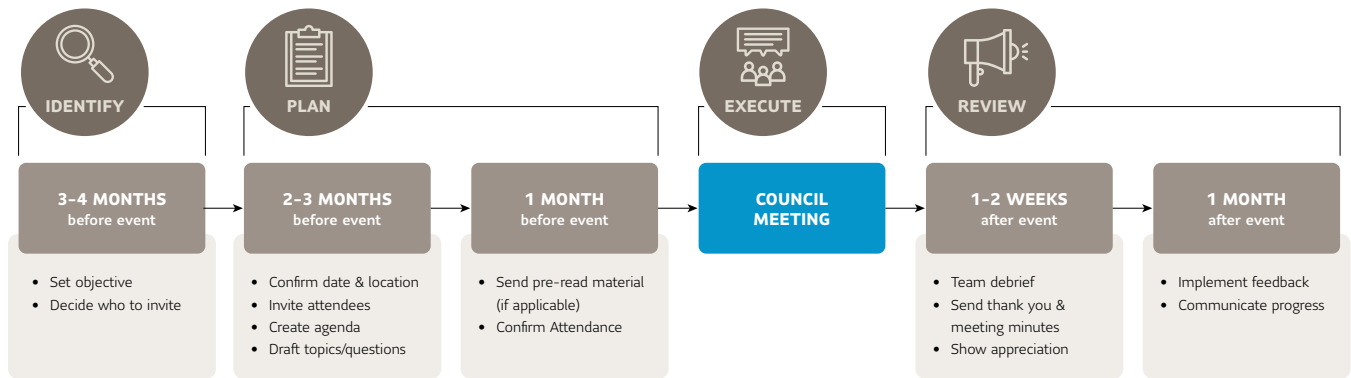 IDENTIFY
PLAN
EXECUTE
REVIEW
3-4 MONTHS
before event
2-3 MONTHS
before event
1 MONTH
before event
COUNCIL
MEETING
1-2 WEEKS
after event
1 MONTH
after event
• Set objective
• Decide who to invite
• Confirm date & location
• Invite attendees
• Create agenda
• Draft topics/questions
• Send pre-read material
(if applicable)
• Confirm Attendance
• Team debrief
• Send thank you &
meeting minutes
• Show appreciation
• Implement feedback
• Communicate progress